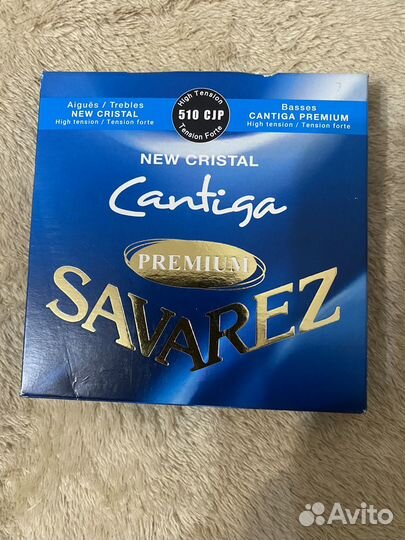 High Tension
510 CJP
Tension Forte
Aiguës / Trebles
NEW CRISTAL
High tension / Tension forte
Basses
CANTIGA PREMIUM
High tension / Tension forte
NEW CRISTAL
Cantiga
PREMIUM
SAVAREZ
Avito